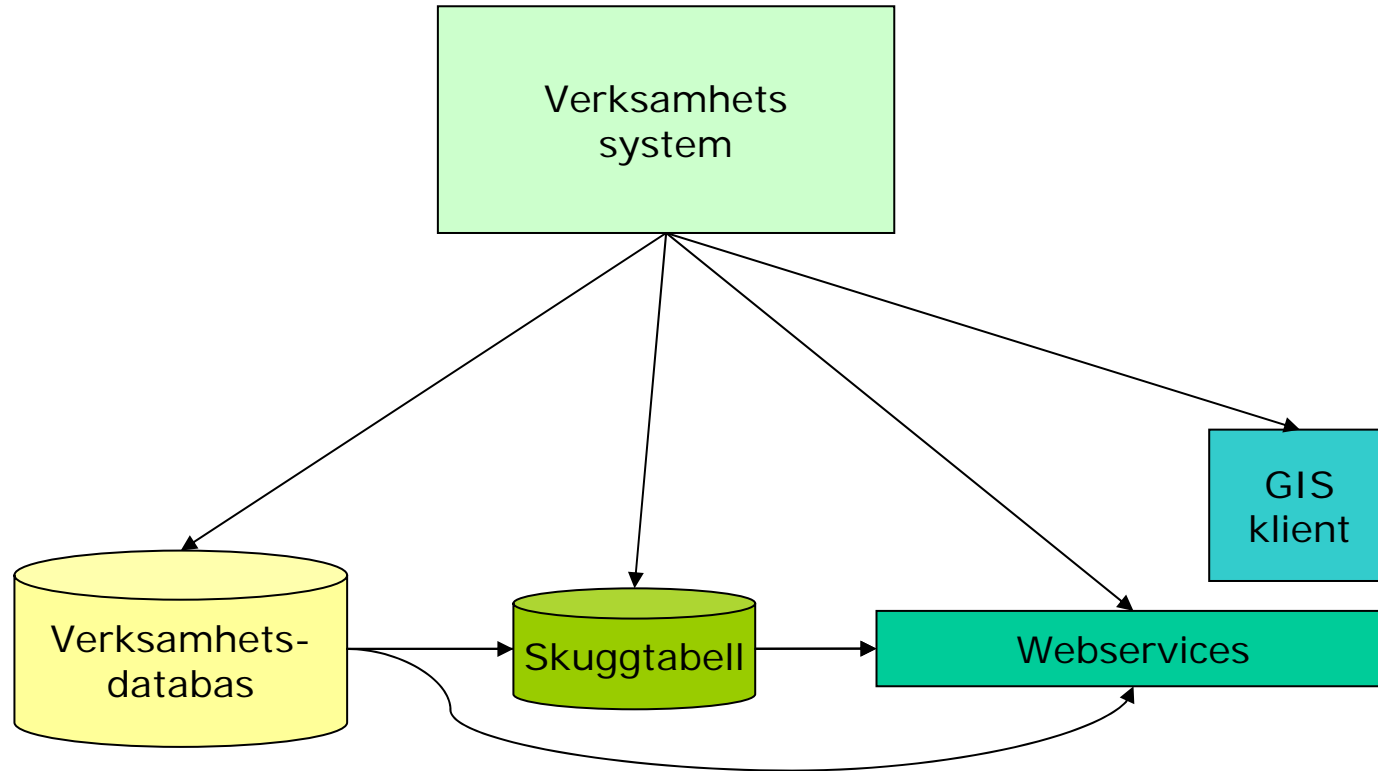 Verksamhets
system
GIS
klient
Verksamhets-
databas
Skuggtabell
Webservices